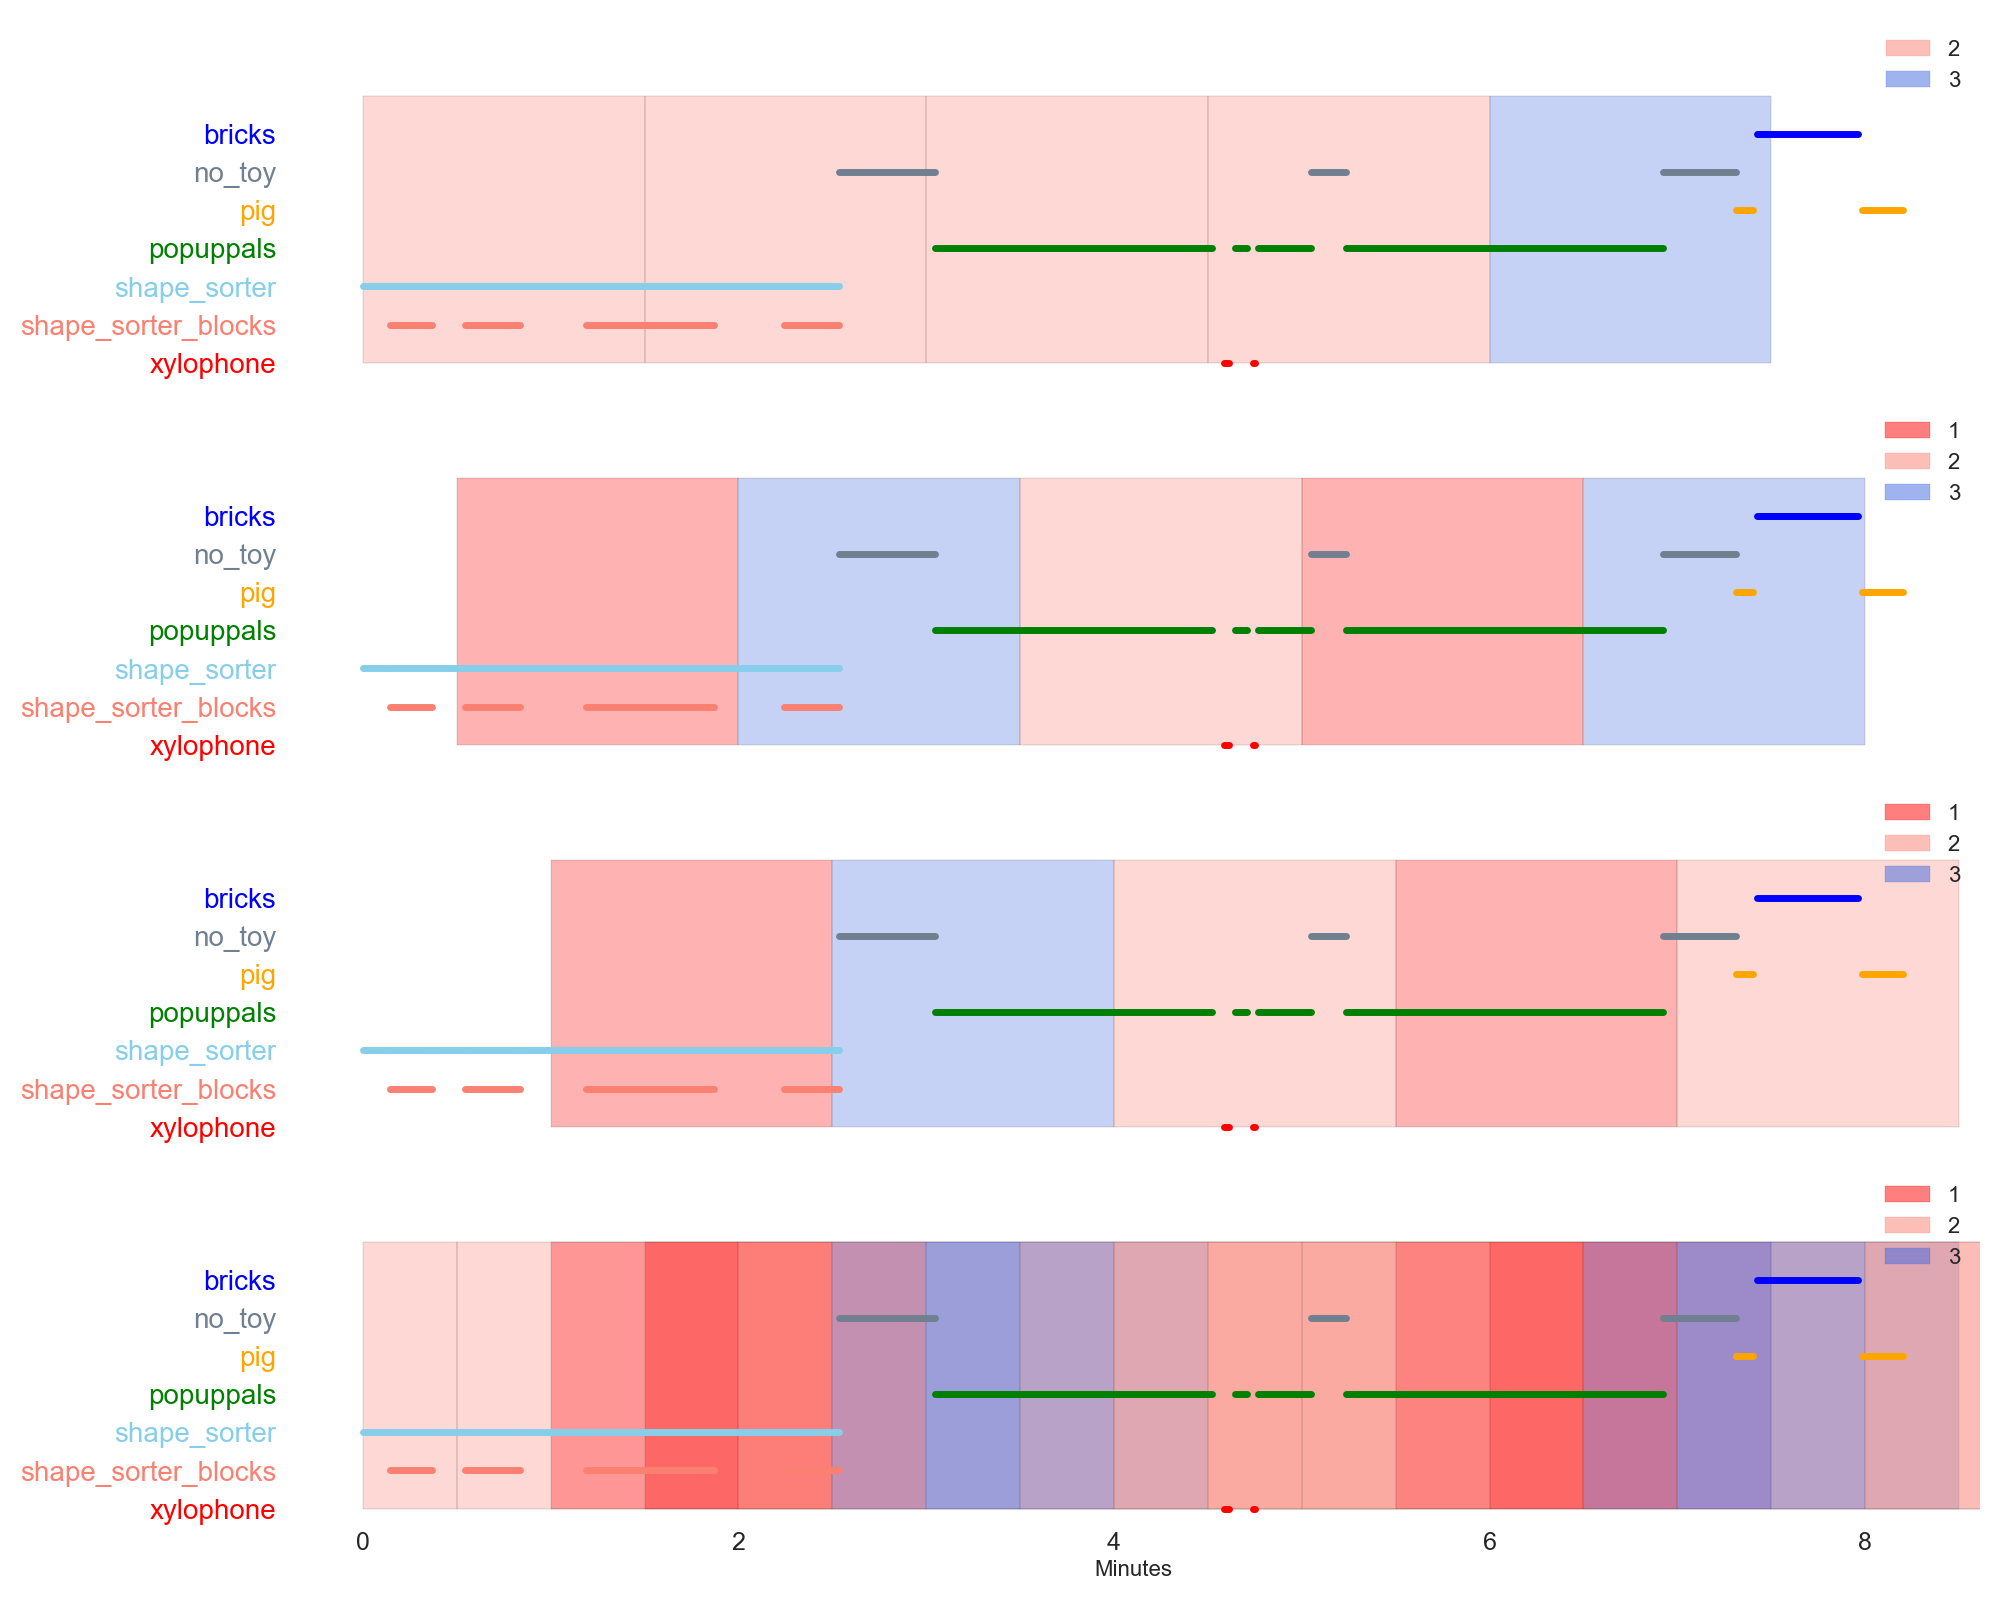 2
3
bricks
no_toy
pig
popuppals
shape_sorter
shape_sorter_blocks
xylophone
1
2
3
bricks
no_toy
pig
popuppals
shape_sorter
shape_sorter_blocks
xylophone
1
2
3
bricks
no_toy
pig
popuppals
shape_sorter
shape_sorter_blocks
xylophone
1
2
3
bricks
no_toy
pig
popuppals
shape_sorter
shape_sorter_blocks
xylophone
0 2 4 6 8
Minutes